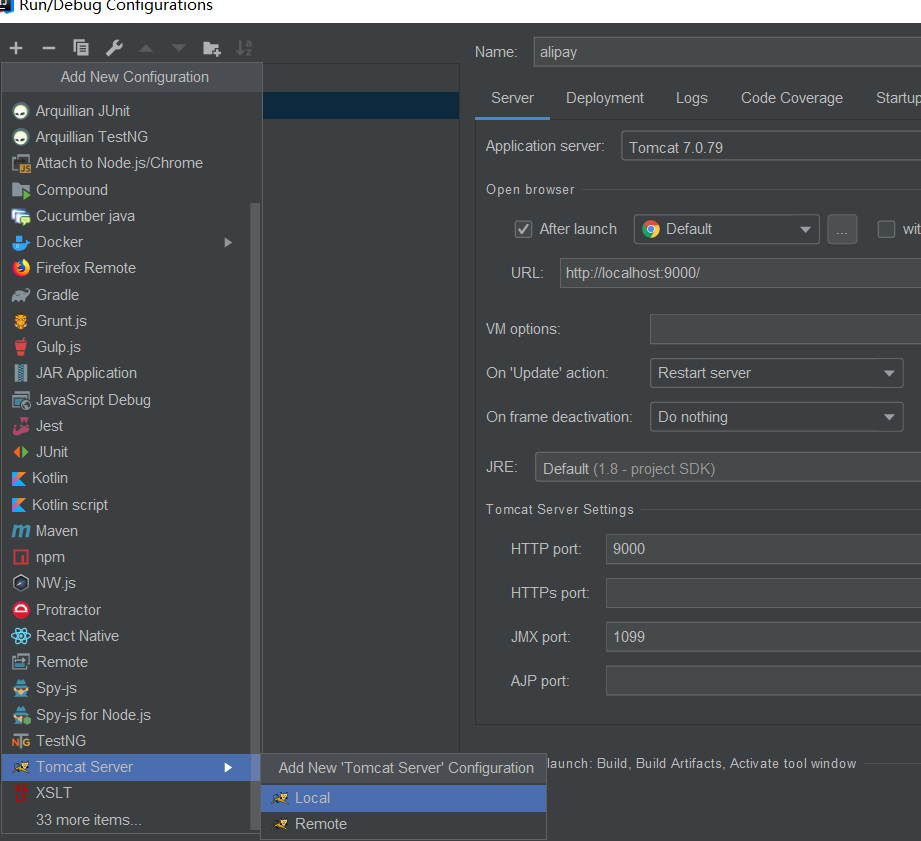 Run/Debug Configurations
Add New Configuration
Arquillian JUnit
Arquillian TestNG
Attach to Node.js/Chrome
Compound
Cucumber java
Docker
Firefox Remote
Gradle
Grunt.js
Gulp.js
JAR Application
JavaScript Debug
Jest
JUnit
Kotlin
Kotlin script
Maven
npm
NW.js
Protractor
React Native
Remote
Spy-js
Spy-js for Node.js
TestNG
Tomcat Server
XSLT
33 more items...
Add New 'Tomcat Server' Configuration
Local
Remote
Name: alipay
Server Deployment Logs Code Coverage Startup
Application server: Tomcat 7.0.79
Open browser
After launch Default ... wit
URL: http://localhost:9000/
VM options:
On 'Update' action: Restart server
On frame deactivation: Do nothing
JRE: Default (1.8 - project SDK)
Tomcat Server Settings
HTTP port: 9000
HTTPs port:
JMX port: 1099
AJP port:
launch: Build, Build Artifacts, Activate tool window